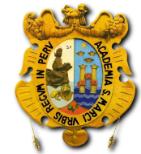 ACADEMIA S. MARCI VRBIS REGVM IN PERV